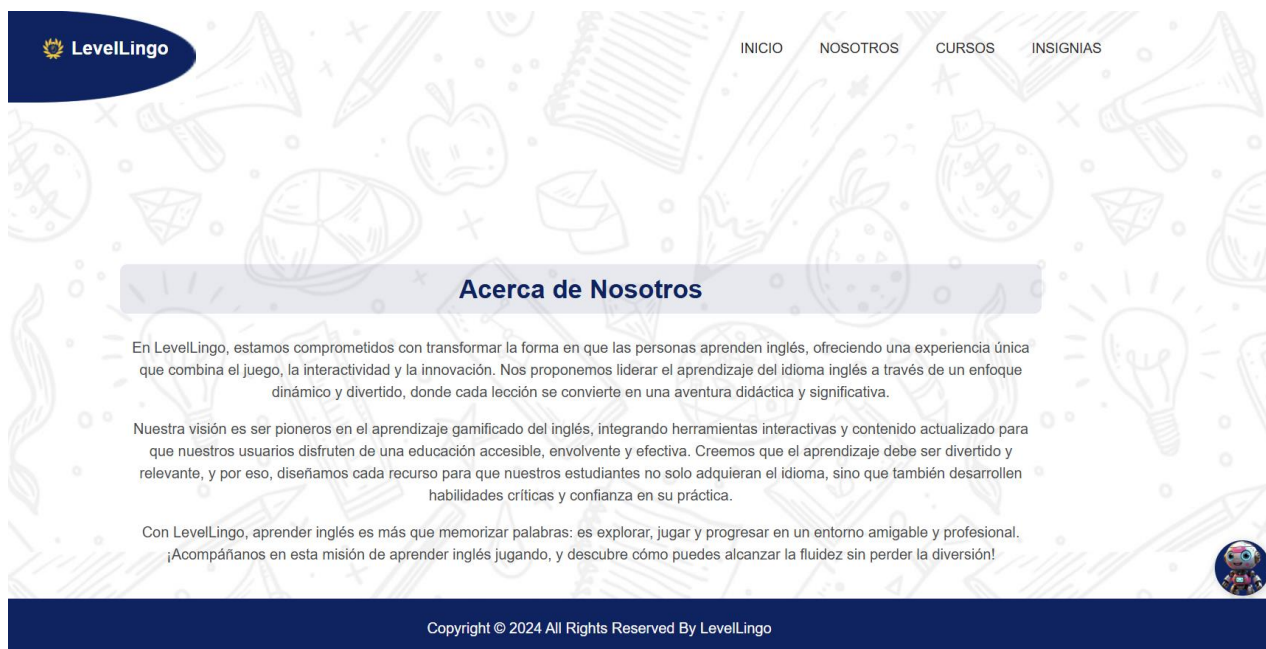 LevelLingo
INICIO NOSOTROS CURSOS INSIGNIAS
Acerca de Nosotros
En LevelLingo, estamos comprometidos con transformar la forma en que las personas aprenden inglés, ofreciendo una experiencia única
que combina el juego, la interactividad y la innovación. Nos proponemos liderar el aprendizaje del idioma inglés a través de un enfoque
dinámico y divertido, donde cada lección se convierte en una aventura didáctica y significativa.
Nuestra visión es ser pioneros en el aprendizaje gamificado del inglés, integrando herramientas interactivas y contenido actualizado para
que nuestros usuarios disfruten de una educación accesible, envolvente y efectiva. Creemos que el aprendizaje debe ser divertido y
relevante, y por eso, diseñamos cada recurso para que nuestros estudiantes no solo adquieran el idioma, sino que también desarrollen
habilidades críticas y confianza en su práctica.
Con LevelLingo, aprender inglés es más que memorizar palabras: es explorar, jugar y progresar en un entorno amigable y profesional.
¡Acompáñanos en esta misión de aprender inglés jugando, y descubre cómo puedes alcanzar la fluidez sin perder la diversión!
Copyright © 2024 All Rights Reserved By LevelLingo